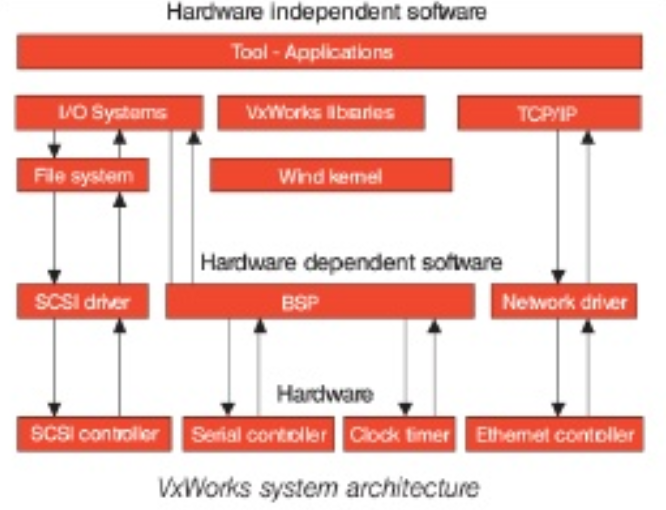 Hardware independent software
Tool - Applications
I/O Systems
VxWorks libraries
TCP/IP
File system
Wind kernel
Hardware dependent software
SCSI driver
BSP
Network driver
Hardware
SCSI controller
Serial controller
Clock timer
Ethernet controller
VxWorks system architecture